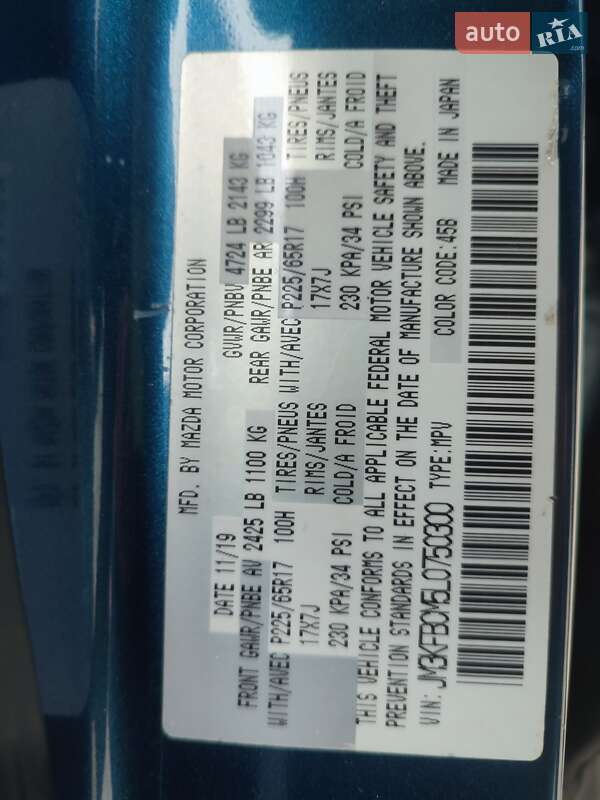 auto RIA.com
MFD. BY MAZDA MOTOR CORPORATION
DATE 11/19 GVWR/PNBV 4724 LB 2143 KG
FRONT GAWR/PNBE AV 2425 LB 1100 KG REAR GAWR/PNBE AR 2299 LB 1043 KG
WITH/AVEC P225/65R17 100H TIRES/PNEUS WITH/AVEC P225/65R17 100H TIRES/PNEUS
17X7J RIMS/JANTES 17X7J RIMS/JANTES
230 KPA/34 PSI COLD/A FROID 230 KPA/34 PSI COLD/A FROID
THIS VEHICLE CONFORMS TO ALL APPLICABLE FEDERAL MOTOR VEHICLE SAFETY AND THEFT
PREVENTION STANDARDS IN EFFECT ON THE DATE OF MANUFACTURE SHOWN ABOVE.
VIN: JM3KFBCM5L0750300 TYPE:MPV COLOR CODE:45B MADE IN JAPAN